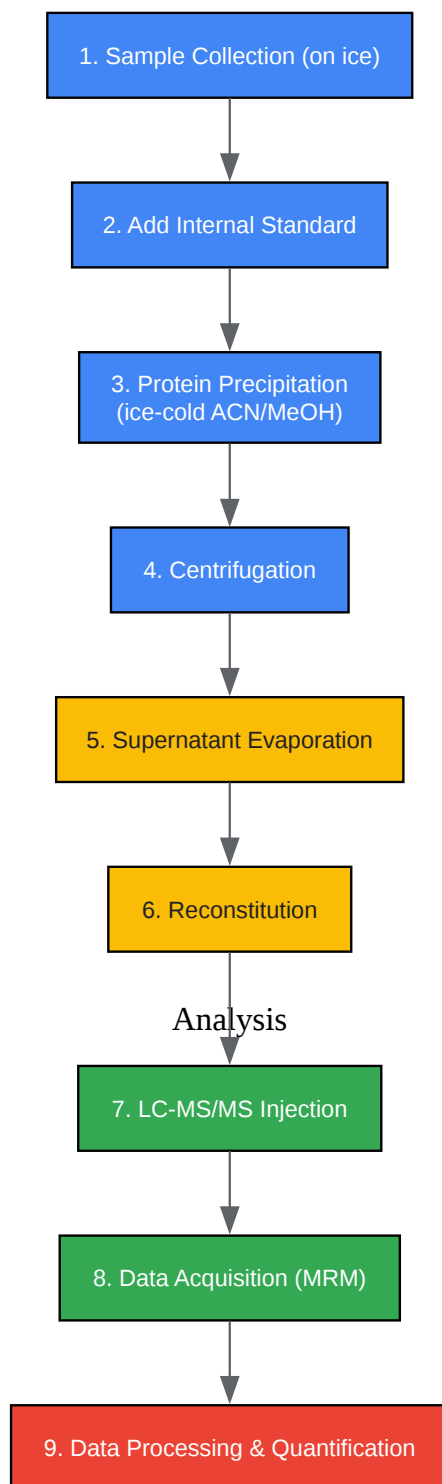 1. Sample Collection (on ice)
2. Add Internal Standard
3. Protein Precipitation
(ice-cold ACN/MeOH)
4. Centrifugation
5. Supernatant Evaporation
6. Reconstitution
Analysis
7. LC-MS/MS Injection
8. Data Acquisition (MRM)
9. Data Processing & Quantification